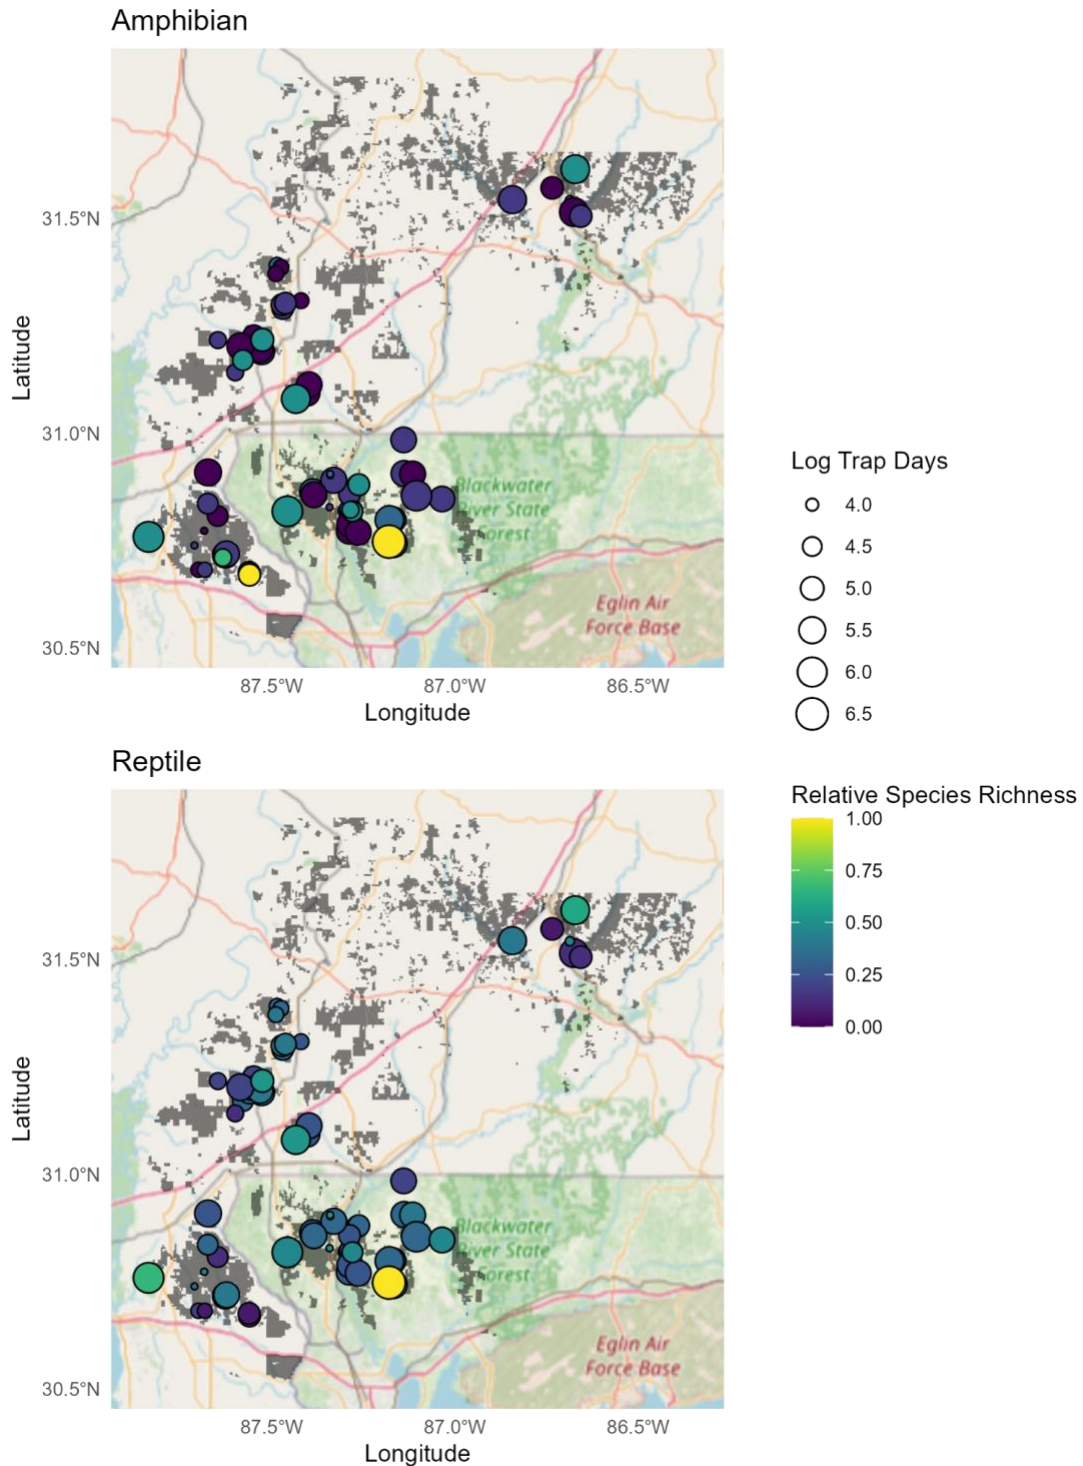 Amphibian
31.5°N
31.0°N
30.5°N
Latitude
Blackwater
River State
Forest
Eglin Air
Force Base
87.5°W
87.0°W
86.5°W
Longitude
Log Trap Days
4.0
4.5
5.0
5.5
6.0
6.5
Reptile
31.5°N
31.0°N
30.5°N
Latitude
Blackwater
River State
Forest
Eglin Air
Force Base
87.5°W
87.0°W
86.5°W
Longitude
Relative Species Richness
1.00
0.75
0.50
0.25
0.00